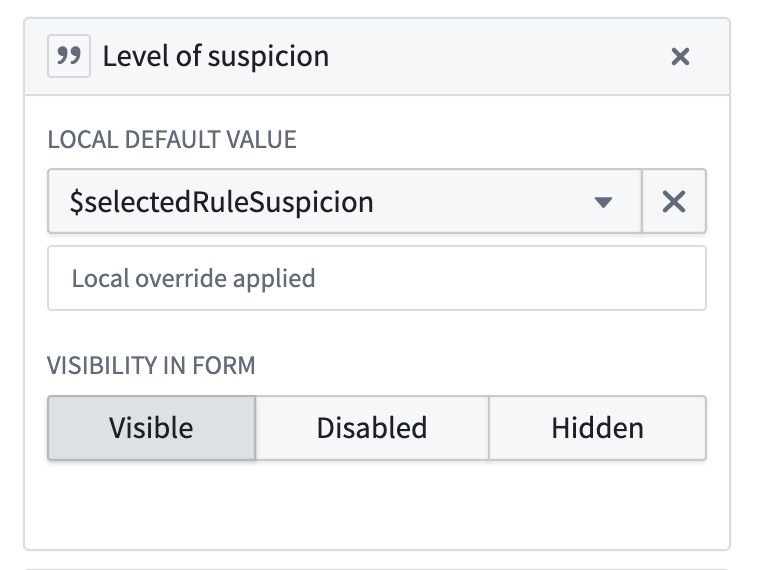 Level of suspicion
LOCAL DEFAULT VALUE
$selectedRuleSuspicion
Local override applied
VISIBILITY IN FORM
Visible
Disabled
Hidden